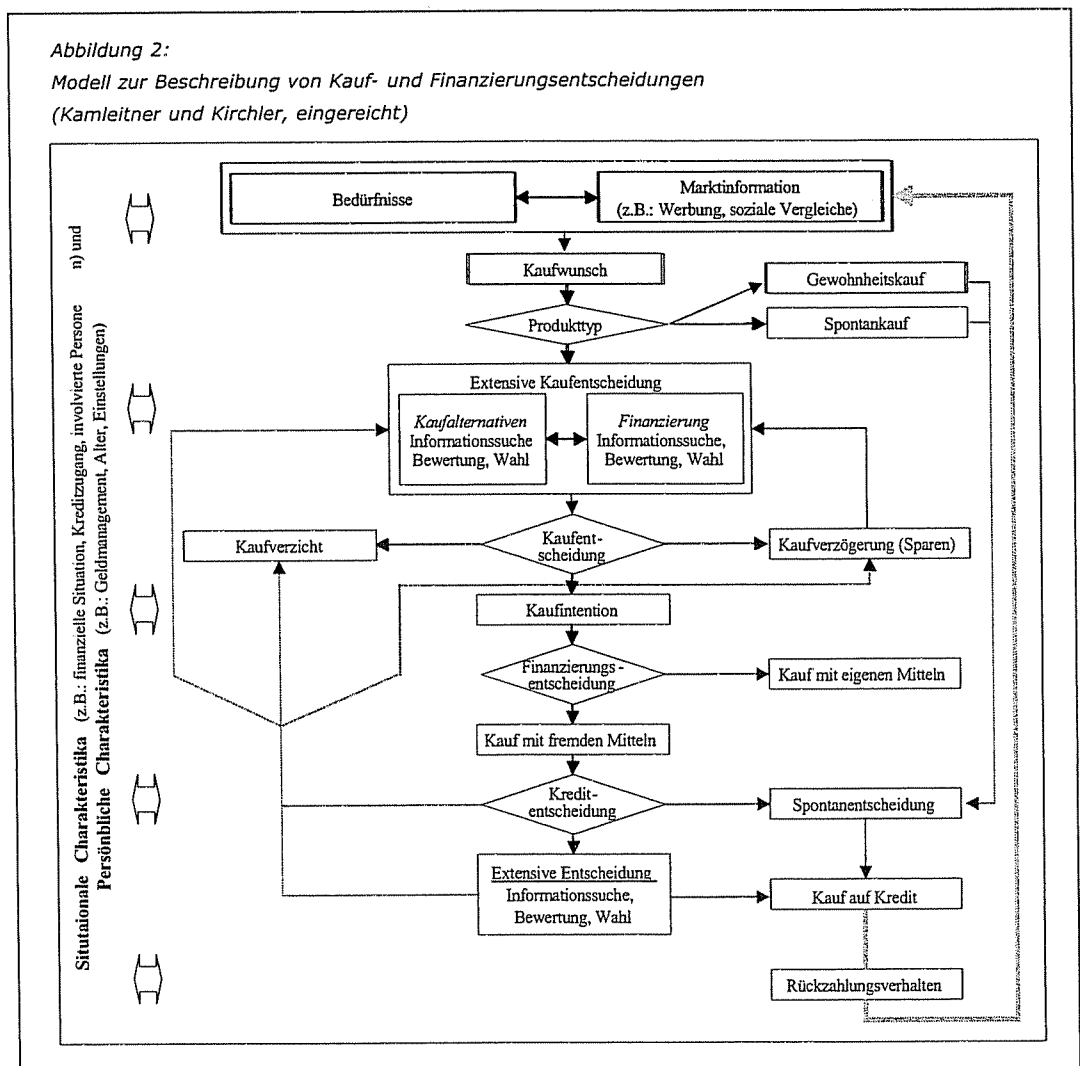 Abbildung 2:
Modell zur Beschreibung von Kauf- und Finanzierungsentscheidungen
(Kamleitner und Kirchler, eingereicht)
Bedürfnisse
Marktinformation
(z.B.: Werbung, soziale Vergleiche)
Kaufwunsch
Gewohnheitskauf
Produkttyp
Spontankauf
Extensive Kaufentscheidung
Kaufalternativen
Informationssuche
Bewertung, Wahl
Finanzierung
Informationssuche,
Bewertung, Wahl
Kaufverzicht
Kaufent-
scheidung
Kaufverzögerung (Sparen)
Kaufintention
Finanzierungs-
entscheidung
Kauf mit eigenen Mitteln
Kauf mit fremden Mitteln
Kredit-
entscheidung
Spontanentscheidung
Extensive Entscheidung
Informationssuche,
Bewertung, Wahl
Kauf auf Kredit
Rückzahlungsverhalten
Situtaionale Charakteristika (z.B.: finanzielle Situation, Kreditzugang, involvierte Persone n) und
Persönbliche Charakteristika (z.B.: Geldmanagement, Alter, Einstellungen)